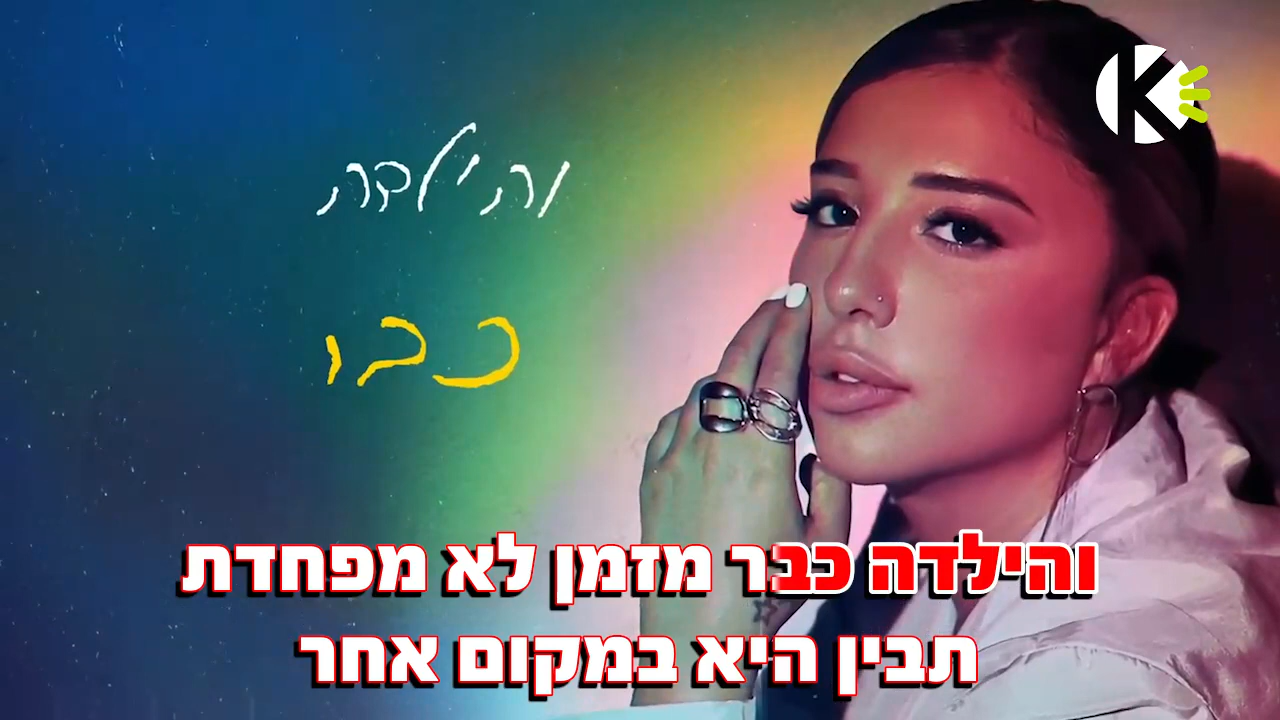 והילדה
כבר
K
והילדה כבר מזמן לא מפחדת
תבין היא במקום אחר